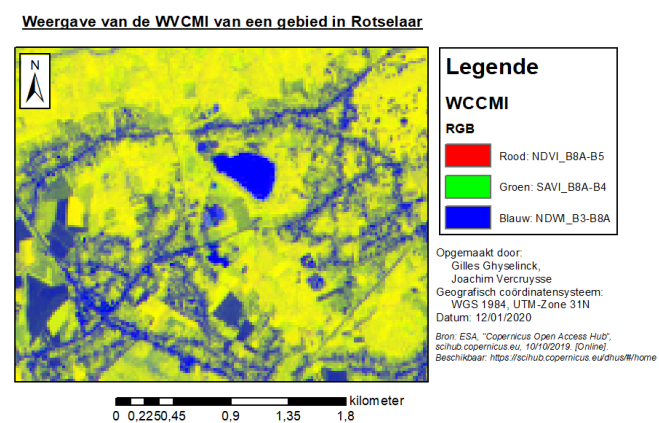 Weergave van de WVCMI van een gebied in Rotselaar
N
Legende
WCCMI
RGB
Rood: NDVI_B8A-B5
Groen: SAVI_B8A-B4
Blauw: NDWI_B3-B8A
Opgemaakt door:
Gilles Ghyselinck,
Joachim Vercruysse
Geografisch coördinatensysteem:
WGS 1984, UTM-Zone 31N
Datum: 12/01/2020
Bron: ESA, "Copernicus Open Access Hub",
scihub.copernicus.eu, 10/10/2019. [Online].
Beschikbaar: https://scihub.copernicus.eu/dhus/#/home
kilometer
0 0,2250,45 0,9 1,35 1,8